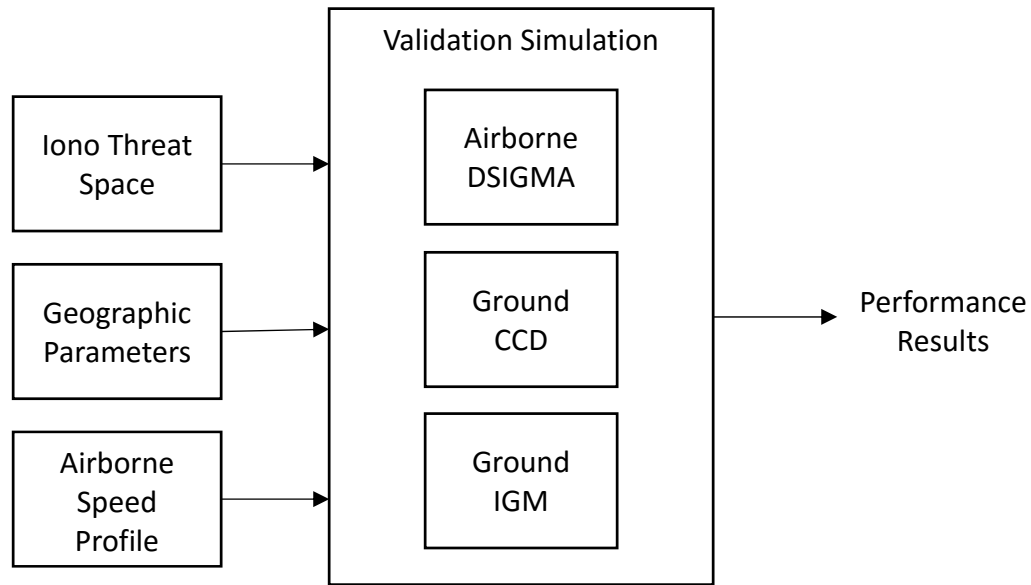 Validation Simulation
Iono Threat
Space
Geographic
Parameters
Airborne
Speed
Profile
Airborne
DSIGMA
Ground
CCD
Ground
IGM
Performance
Results